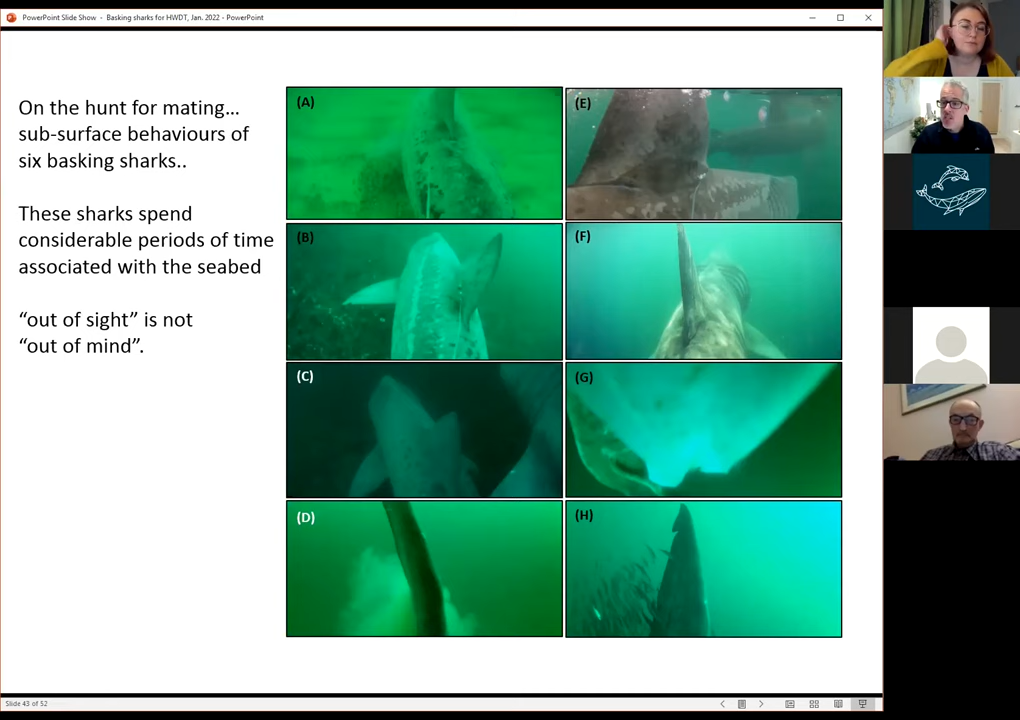 PowerPoint Slide Show - Basking sharks for HWDT, Jan. 2022 - PowerPoint
On the hunt for mating…
sub-surface behaviours of
six basking sharks..
These sharks spend
considerable periods of time
associated with the seabed
“out of sight” is not
“out of mind”.
(A)
(E)
(B)
(F)
(C)
(G)
(D)
(H)
Slide 43 of 52